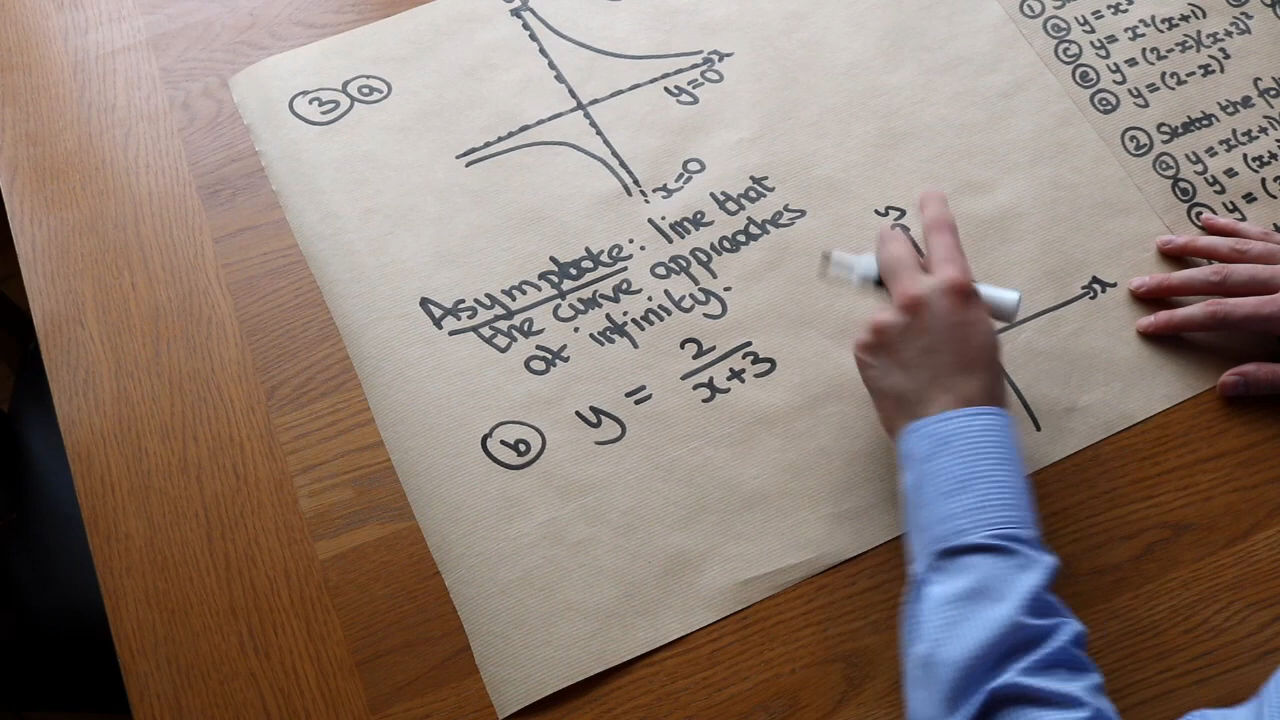 3 a
x
y=0
x=0
Asymptote: line that
the curve approaches
at infinity.
b y = 2/x+3
y
x
1
a y=x³
c y=x²(x+1)
e y=(2-x)(x+3)²
g y=(2-x)³
2 Sketch the fol
a y=x(x+1)
b y=(x+
c y=(2